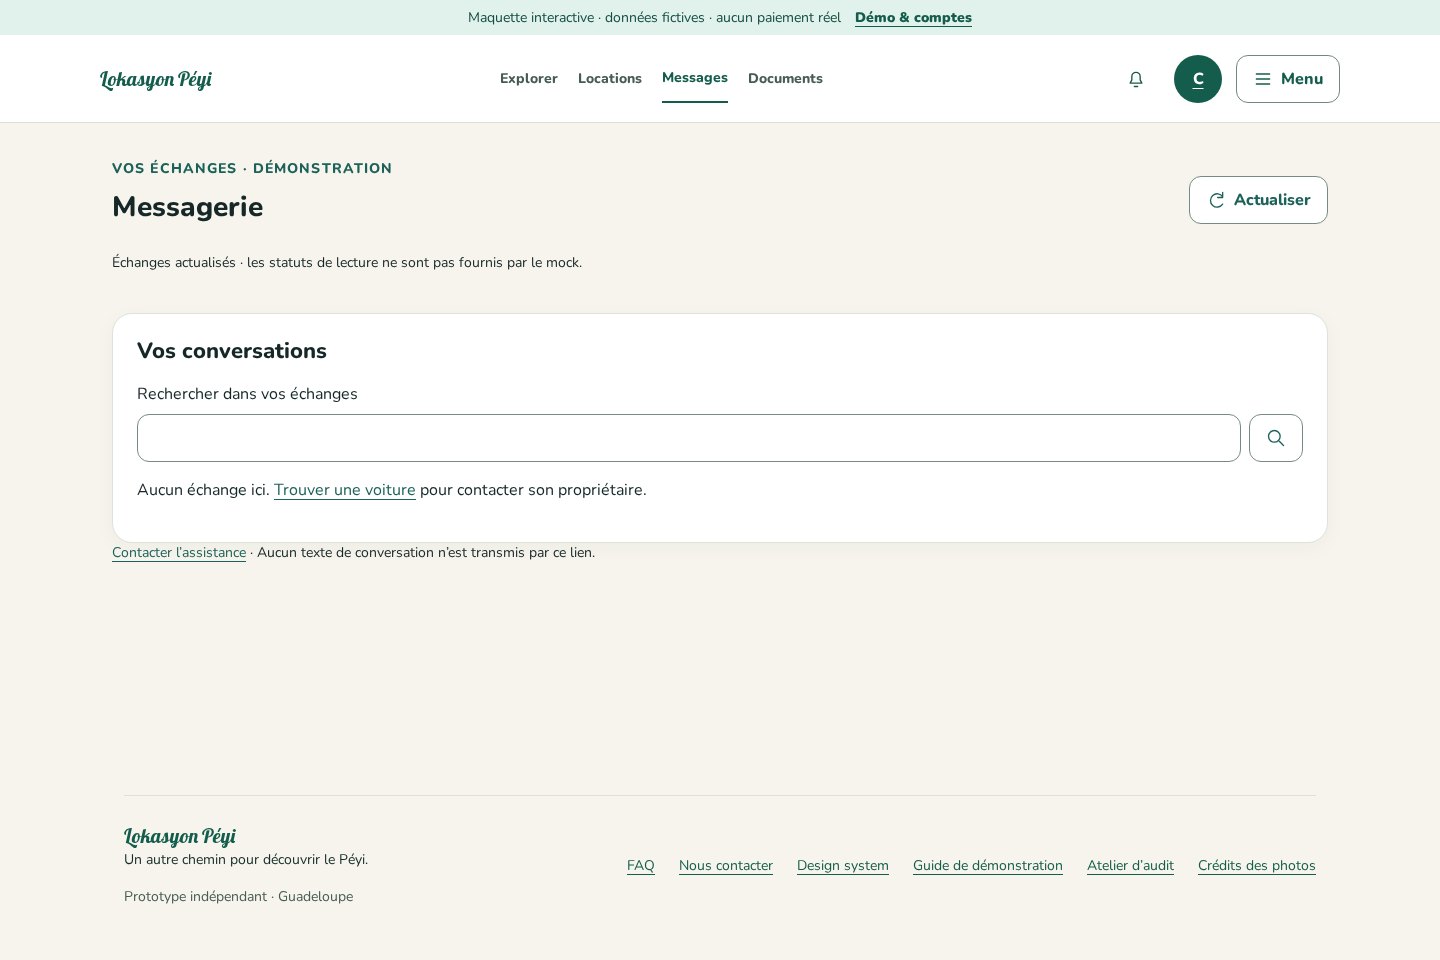 Maquette interactive · données fictives · aucun paiement réel Démo & comptes
Lokasyon Péyi
Explorer Locations Messages Documents
C
Menu
VOS ÉCHANGES · DÉMONSTRATION
Messagerie
Actualiser
Échanges actualisés · les statuts de lecture ne sont pas fournis par le mock.
Vos conversations
Rechercher dans vos échanges
Aucun échange ici. Trouver une voiture pour contacter son propriétaire.
Contacter l’assistance · Aucun texte de conversation n’est transmis par ce lien.
Lokasyon Péyi
Un autre chemin pour découvrir le Péyi.
Prototype indépendant · Guadeloupe
FAQ Nous contacter Design system Guide de démonstration Atelier d’audit Crédits des photos